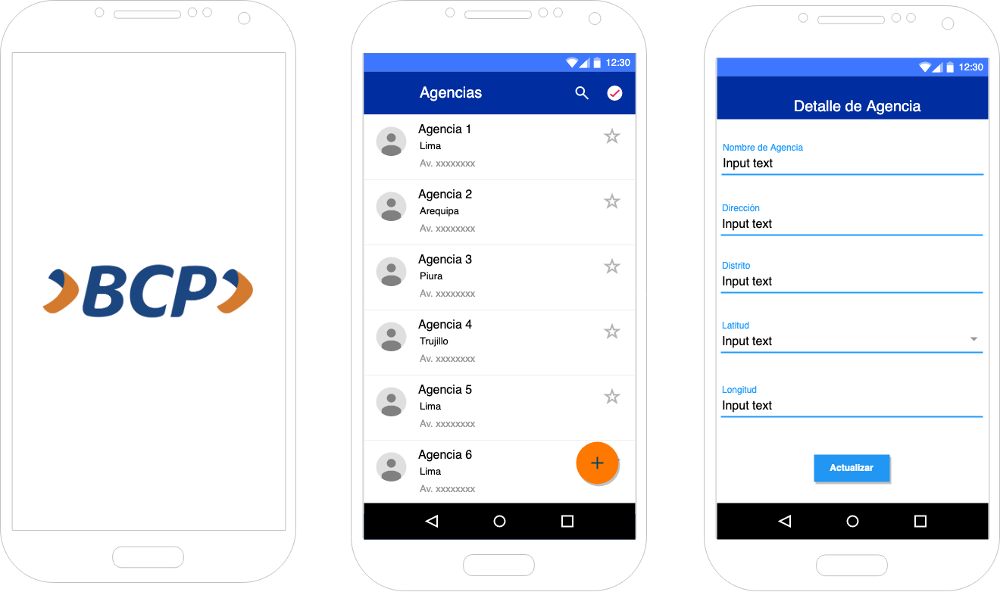 BCP
12:30
Agencias
Agencia 1
Lima
Av. xxxxxxxx
Agencia 2
Arequipa
Av. xxxxxxxx
Agencia 3
Piura
Av. xxxxxxxx
Agencia 4
Trujillo
Av. xxxxxxxx
Agencia 5
Lima
Av. xxxxxxxx
Agencia 6
Lima
Av. xxxxxxxx
12:30
Detalle de Agencia
Nombre de Agencia
Input text
Dirección
Input text
Distrito
Input text
Latitud
Input text
Longitud
Input text
Actualizar